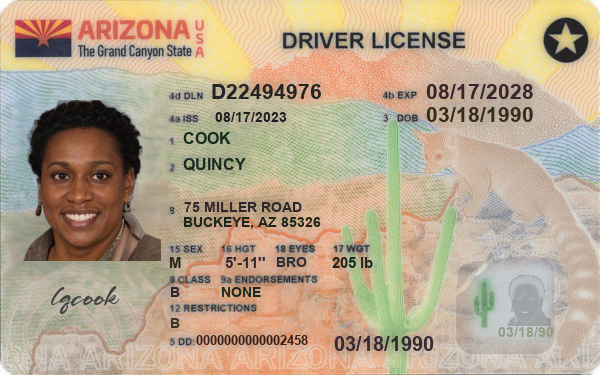 ARIZONA USA
The Grand Canyon State
DRIVER LICENSE
4d DLN D22494976
4b EXP 08/17/2028
4a ISS 08/17/2023
3 DOB 03/18/1990
1 COOK
2 QUINCY
8 75 MILLER ROAD
BUCKEYE, AZ 85326
15 SEX 16 HGT 18 EYES 17 WGT
M 5'-11" BRO 205 lb
9 CLASS 9a ENDORSEMENTS
B NONE
12 RESTRICTIONS
B
5 DD: 0000000000002458
03/18/1990
03/18/90
lqcook
ARIZONA ARIZONA ARIZONA ARIZONA